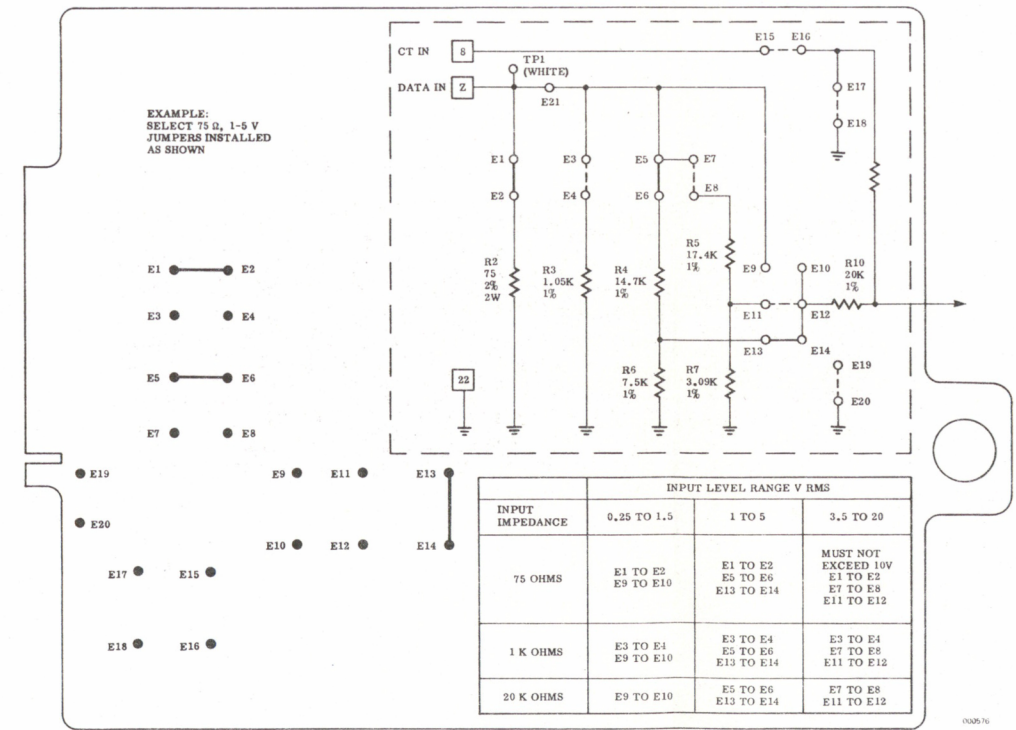 CT IN
8
E15
E16
TP1
(WHITE)
DATA IN
Z
E21
E17
E18
EXAMPLE:
SELECT 75 Ω, 1-5 V
JUMPERS INSTALLED
AS SHOWN
E1
E3
E5
E7
E2
E4
E6
E8
R2
75
2%
2W
R3
1.05K
1%
R4
14.7K
1%
R5
17.4K
1%
E9
E10
R10
20K
1%
E11
E12
E13
E14
R6
7.5K
1%
R7
3.09K
1%
22
E19
E20
E1
E2
E3
E4
E5
E6
E7
E8
E19
E20
E9
E11
E13
E10
E12
E14
E17
E15
E18
E16
INPUT LEVEL RANGE V RMS
INPUT
IMPEDANCE
0.25 TO 1.5
1 TO 5
3.5 TO 20
75 OHMS
E1 TO E2
E9 TO E10
E1 TO E2
E5 TO E6
E13 TO E14
MUST NOT
EXCEED 10V
E1 TO E2
E7 TO E8
E11 TO E12
1 K OHMS
E3 TO E4
E9 TO E10
E3 TO E4
E5 TO E6
E13 TO E14
E3 TO E4
E7 TO E8
E11 TO E12
20 K OHMS
E9 TO E10
E5 TO E6
E13 TO E14
E7 TO E8
E11 TO E12
000576